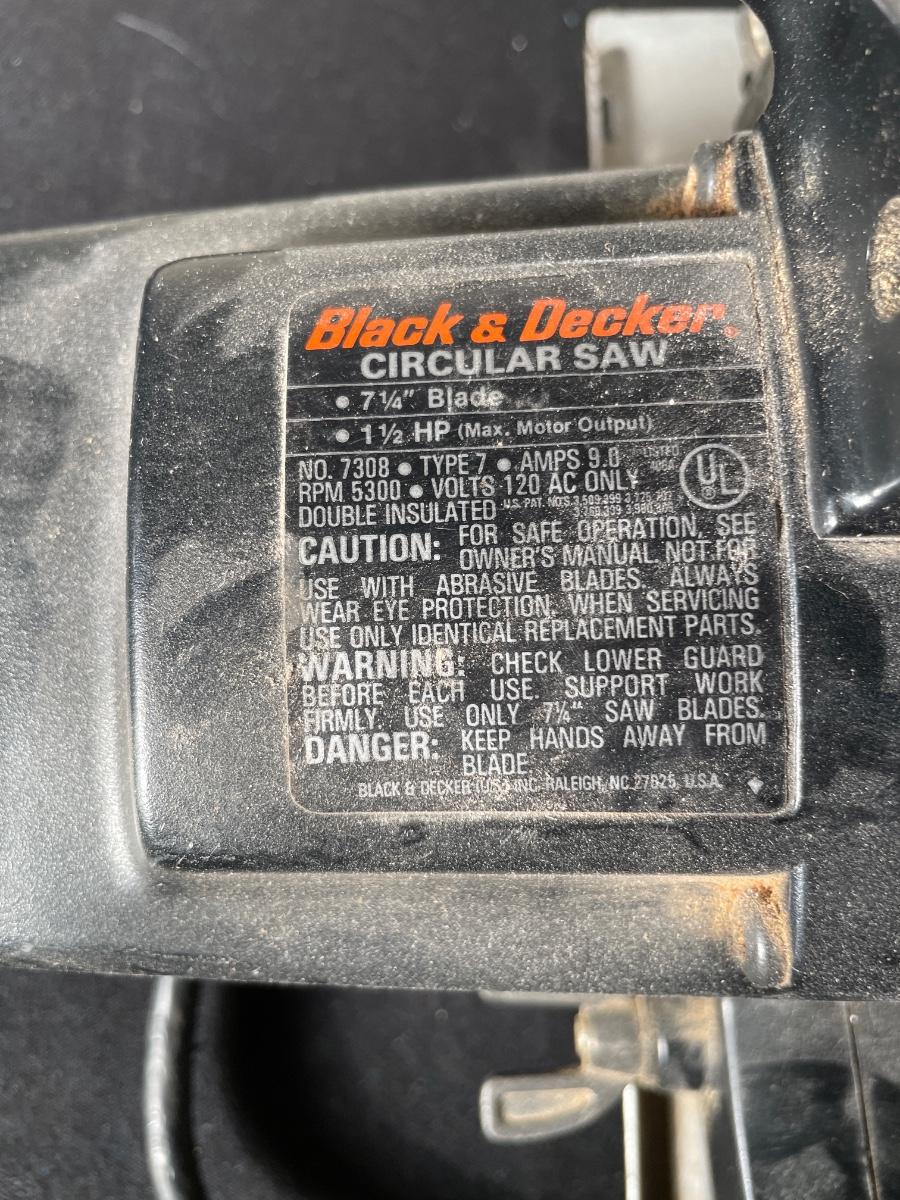 Black & Decker®
CIRCULAR SAW
• 7¼" Blade
• 1½ HP (Max. Motor Output)
NO. 7308 • TYPE 7 • AMPS 9.0
LISTED
UL®
RPM 5300 • VOLTS 120 AC ONLY
DOUBLE INSULATED
U.S. PAT. NOS.
CAUTION: FOR SAFE OPERATION, SEE
OWNER'S MANUAL. NOT FOR
USE WITH ABRASIVE BLADES. ALWAYS
WEAR EYE PROTECTION. WHEN SERVICING
USE ONLY IDENTICAL REPLACEMENT PARTS.
WARNING: CHECK LOWER GUARD
BEFORE EACH USE. SUPPORT WORK
FIRMLY. USE ONLY 7¼" SAW BLADES.
DANGER: KEEP HANDS AWAY FROM
BLADE
BLACK & DECKER (U.S.) INC. RALEIGH, NC 27625, U.S.A.